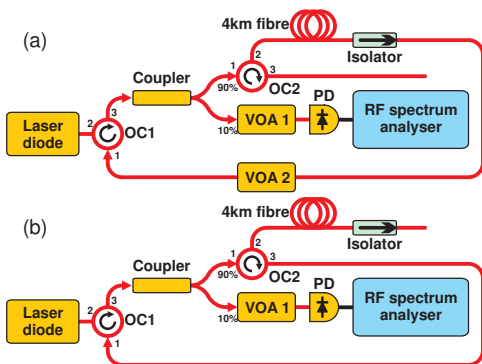 (a)
4km fibre
Isolator
1
2
3
90%
OC2
Coupler
3
2
1
OC1
Laser
diode
10%
VOA 1
PD
RF spectrum
analyser
VOA 2
(b)
4km fibre
Isolator
1
2
3
90%
OC2
Coupler
3
2
1
OC1
Laser
diode
10%
VOA 1
PD
RF spectrum
analyser